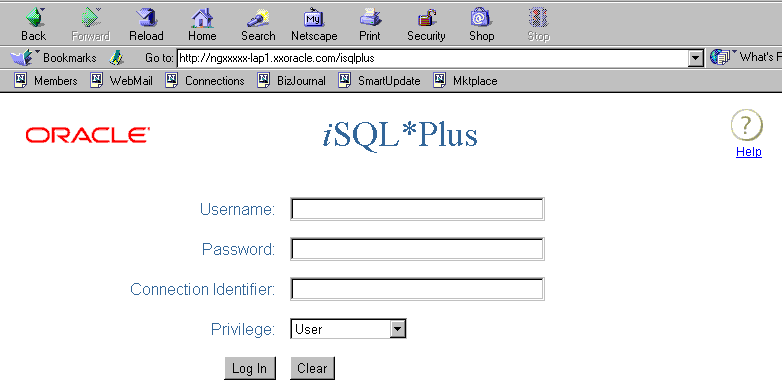 Back Forward Reload Home Search Netscape Print Security Shop Stop
Bookmarks Go to: http://ngxxxxx-lap1.xxoracle.com/isqlplus What's F
Members WebMail Connections BizJournal SmartUpdate Mktplace
ORACLE iSQL*Plus ?
Help
Username:
Password:
Connection Identifier:
Privilege: User
Log In Clear